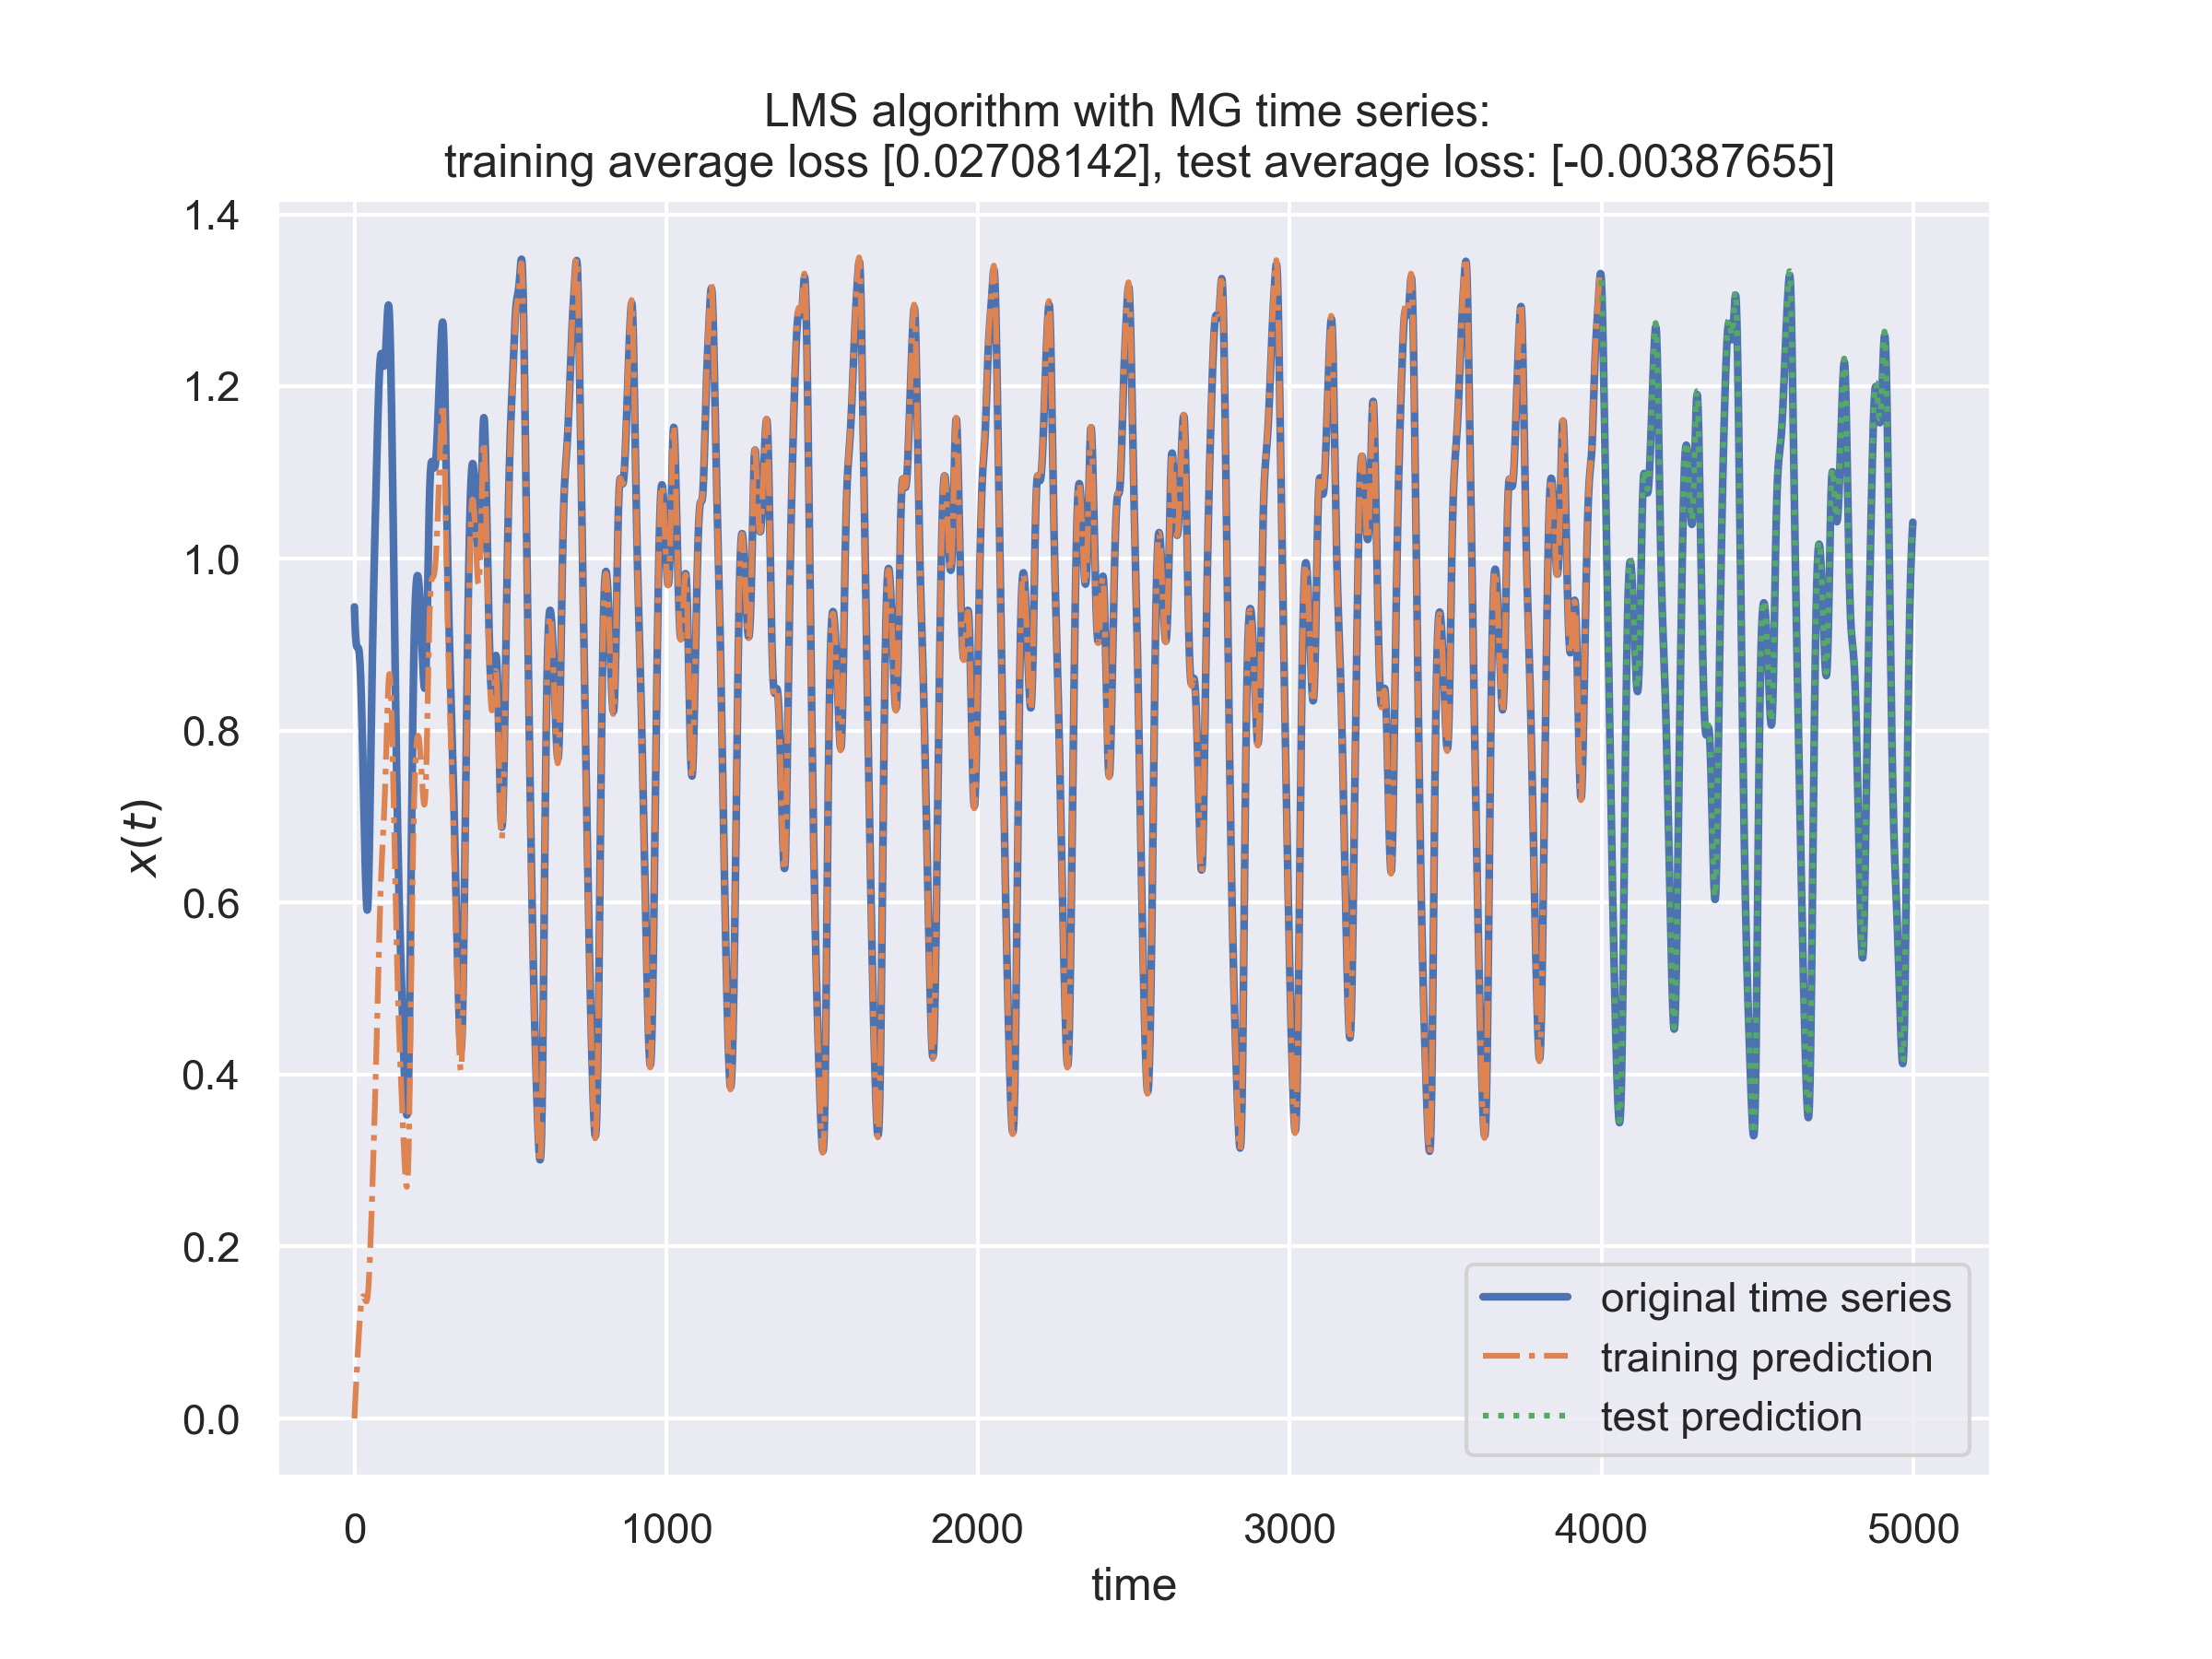 LMS algorithm with MG time series:
training average loss [0.02708142], test average loss: [-0.00387655]
1.4
1.2
1.0
0.8
0.6
0.4
0.2
0.0
x(t)
original time series
training prediction
test prediction
0 1000 2000 3000 4000 5000
time